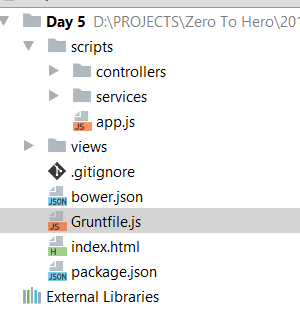 Day 5 D:\PROJECTS\Zero To Hero\201
scripts
controllers
services
app.js
views
.gitignore
bower.json
Gruntfile.js
index.html
package.json
External Libraries